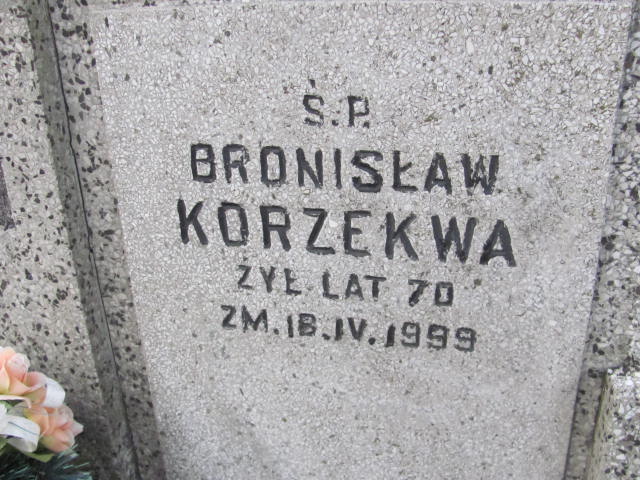 Ś.P.
BRONISŁAW
KORZEKWA
ŻYŁ LAT 70
ZM. 18.IV.1999